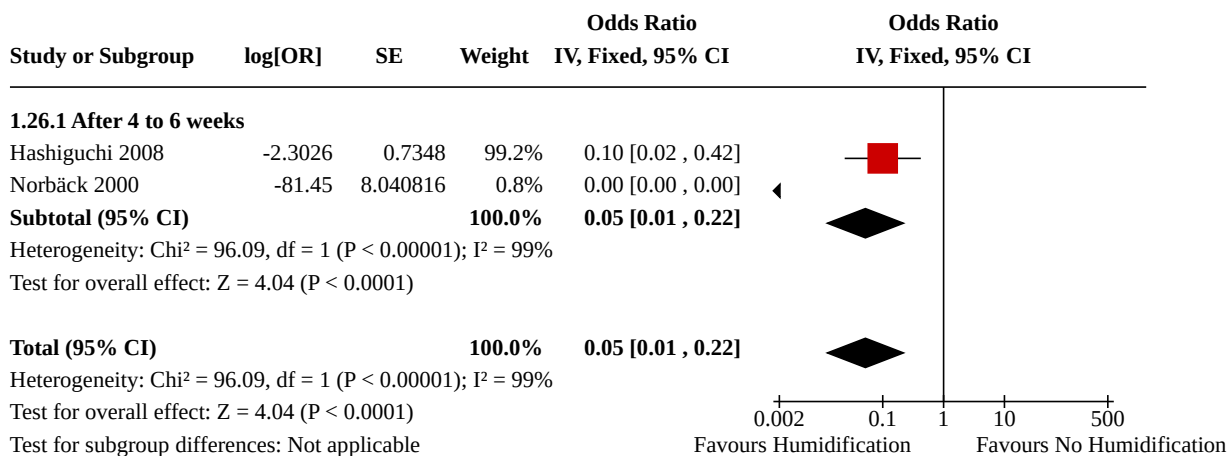 Odds Ratio Odds Ratio
Study or Subgroup log[OR] SE Weight IV, Fixed, 95% CI IV, Fixed, 95% CI
1.26.1 After 4 to 6 weeks
Hashiguchi 2008 -2.3026 0.7348 99.2% 0.10 [0.02 , 0.42]
Norbäck 2000 -81.45 8.040816 0.8% 0.00 [0.00 , 0.00]
Subtotal (95% CI) 100.0% 0.05 [0.01 , 0.22]
Heterogeneity: Chi² = 96.09, df = 1 (P < 0.00001); I² = 99%
Test for overall effect: Z = 4.04 (P < 0.0001)
Total (95% CI) 100.0% 0.05 [0.01 , 0.22]
Heterogeneity: Chi² = 96.09, df = 1 (P < 0.00001); I² = 99%
Test for overall effect: Z = 4.04 (P < 0.0001) 0.002 0.1 1 10 500
Test for subgroup differences: Not applicable Favours Humidification Favours No Humidification